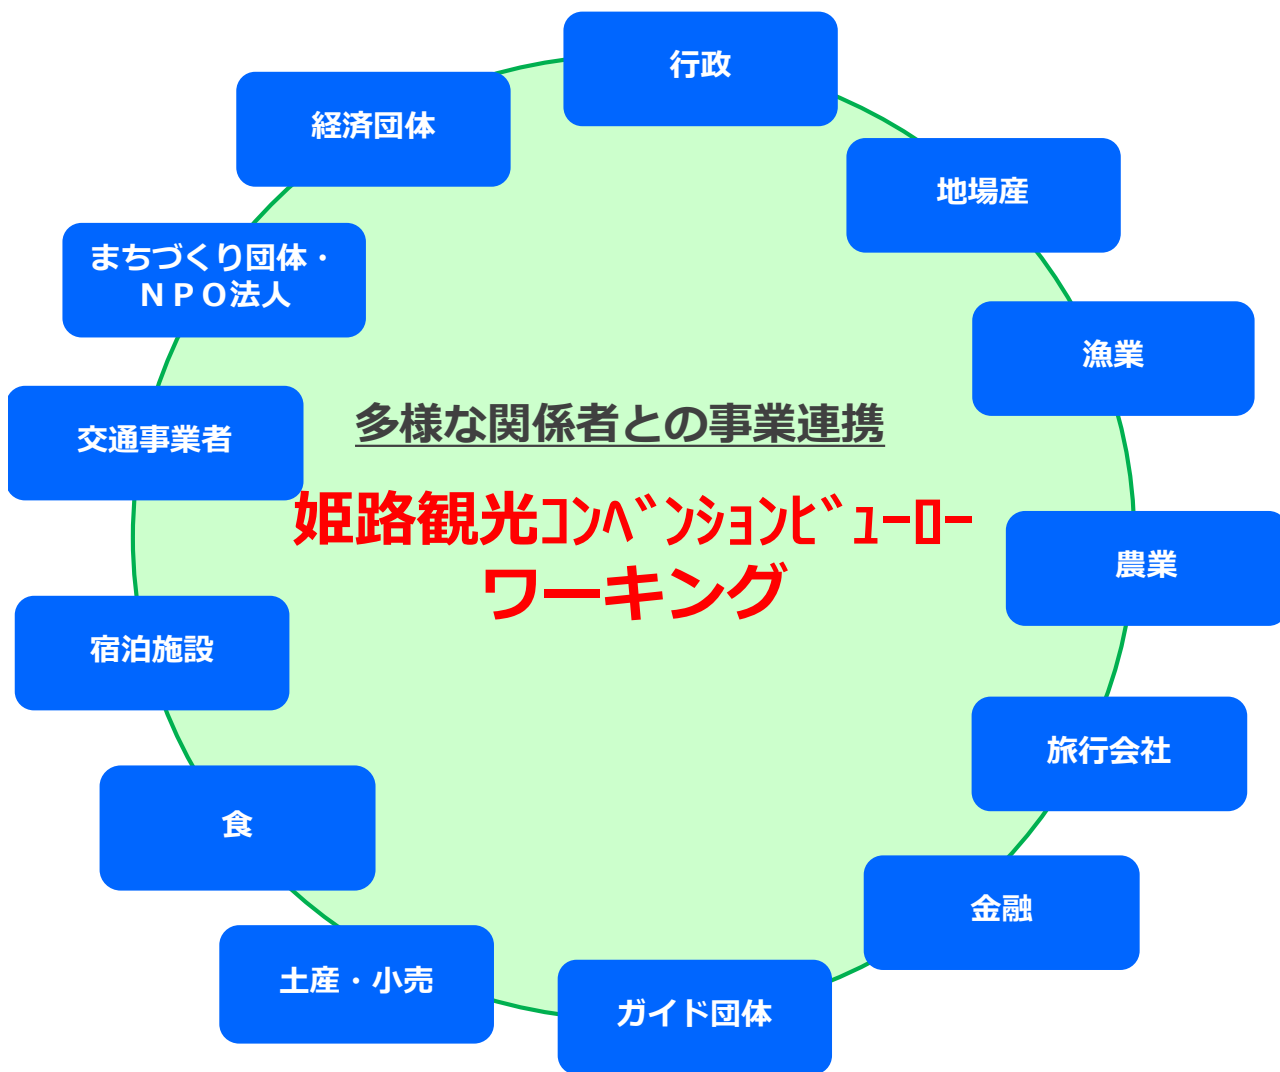 行政
経済団体
地場産
まちづくり団体・
ＮＰＯ法人
漁業
交通事業者
多様な関係者との事業連携
姫路観光ｺﾝﾍﾞﾝｼｮﾝﾋﾞｭｰﾛｰ
ワーキング
農業
宿泊施設
旅行会社
食
金融
土産・小売
ガイド団体